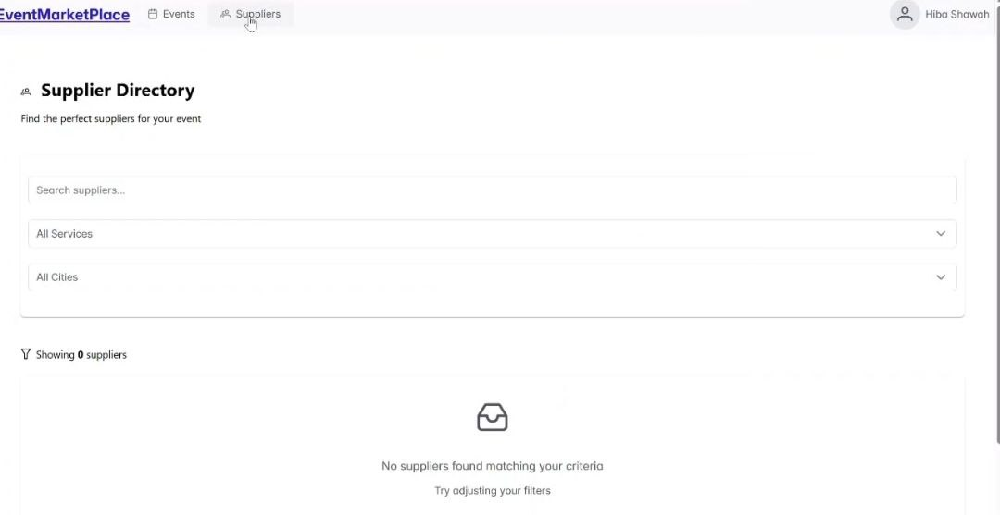 EventMarketPlace Events Suppliers Hiba Shawah
Supplier Directory
Find the perfect suppliers for your event
Search suppliers...
All Services
All Cities
Showing 0 suppliers
No suppliers found matching your criteria
Try adjusting your filters